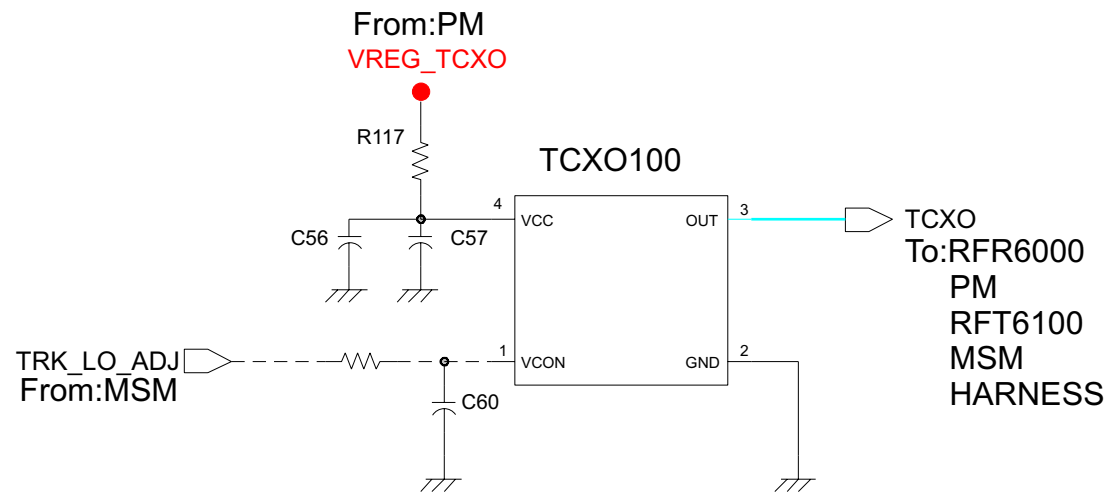 From:PM
VREG_TCXO
R117
TCXO100
4
VCC
OUT
3
TCXO
To:RFR6000
PM
RFT6100
MSM
HARNESS
C56
C57
TRK_LO_ADJ
From:MSM
1
VCON
GND
2
C60